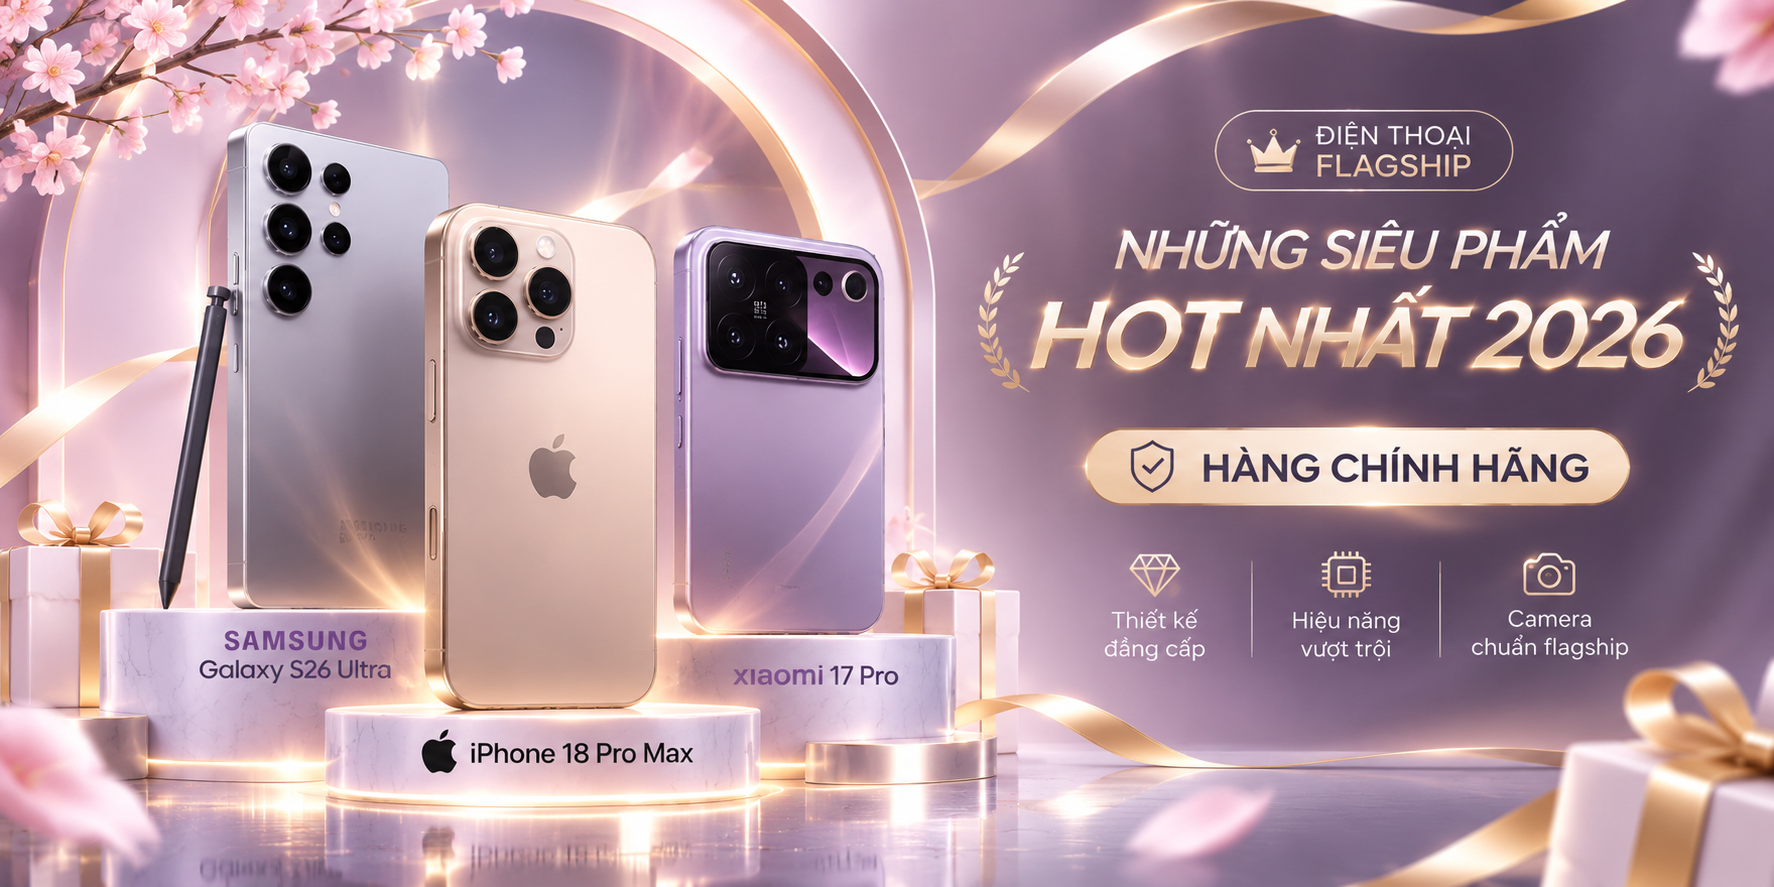 ĐIỆN THOẠI
FLAGSHIP
NHỮNG SIÊU PHẨM
HOT NHẤT 2026
HÀNG CHÍNH HÃNG
Thiết kế
đẳng cấp
Hiệu năng
vượt trội
Camera
chuẩn flagship
SAMSUNG
Galaxy S26 Ultra
iPhone 18 Pro Max
xiaomi 17 Pro